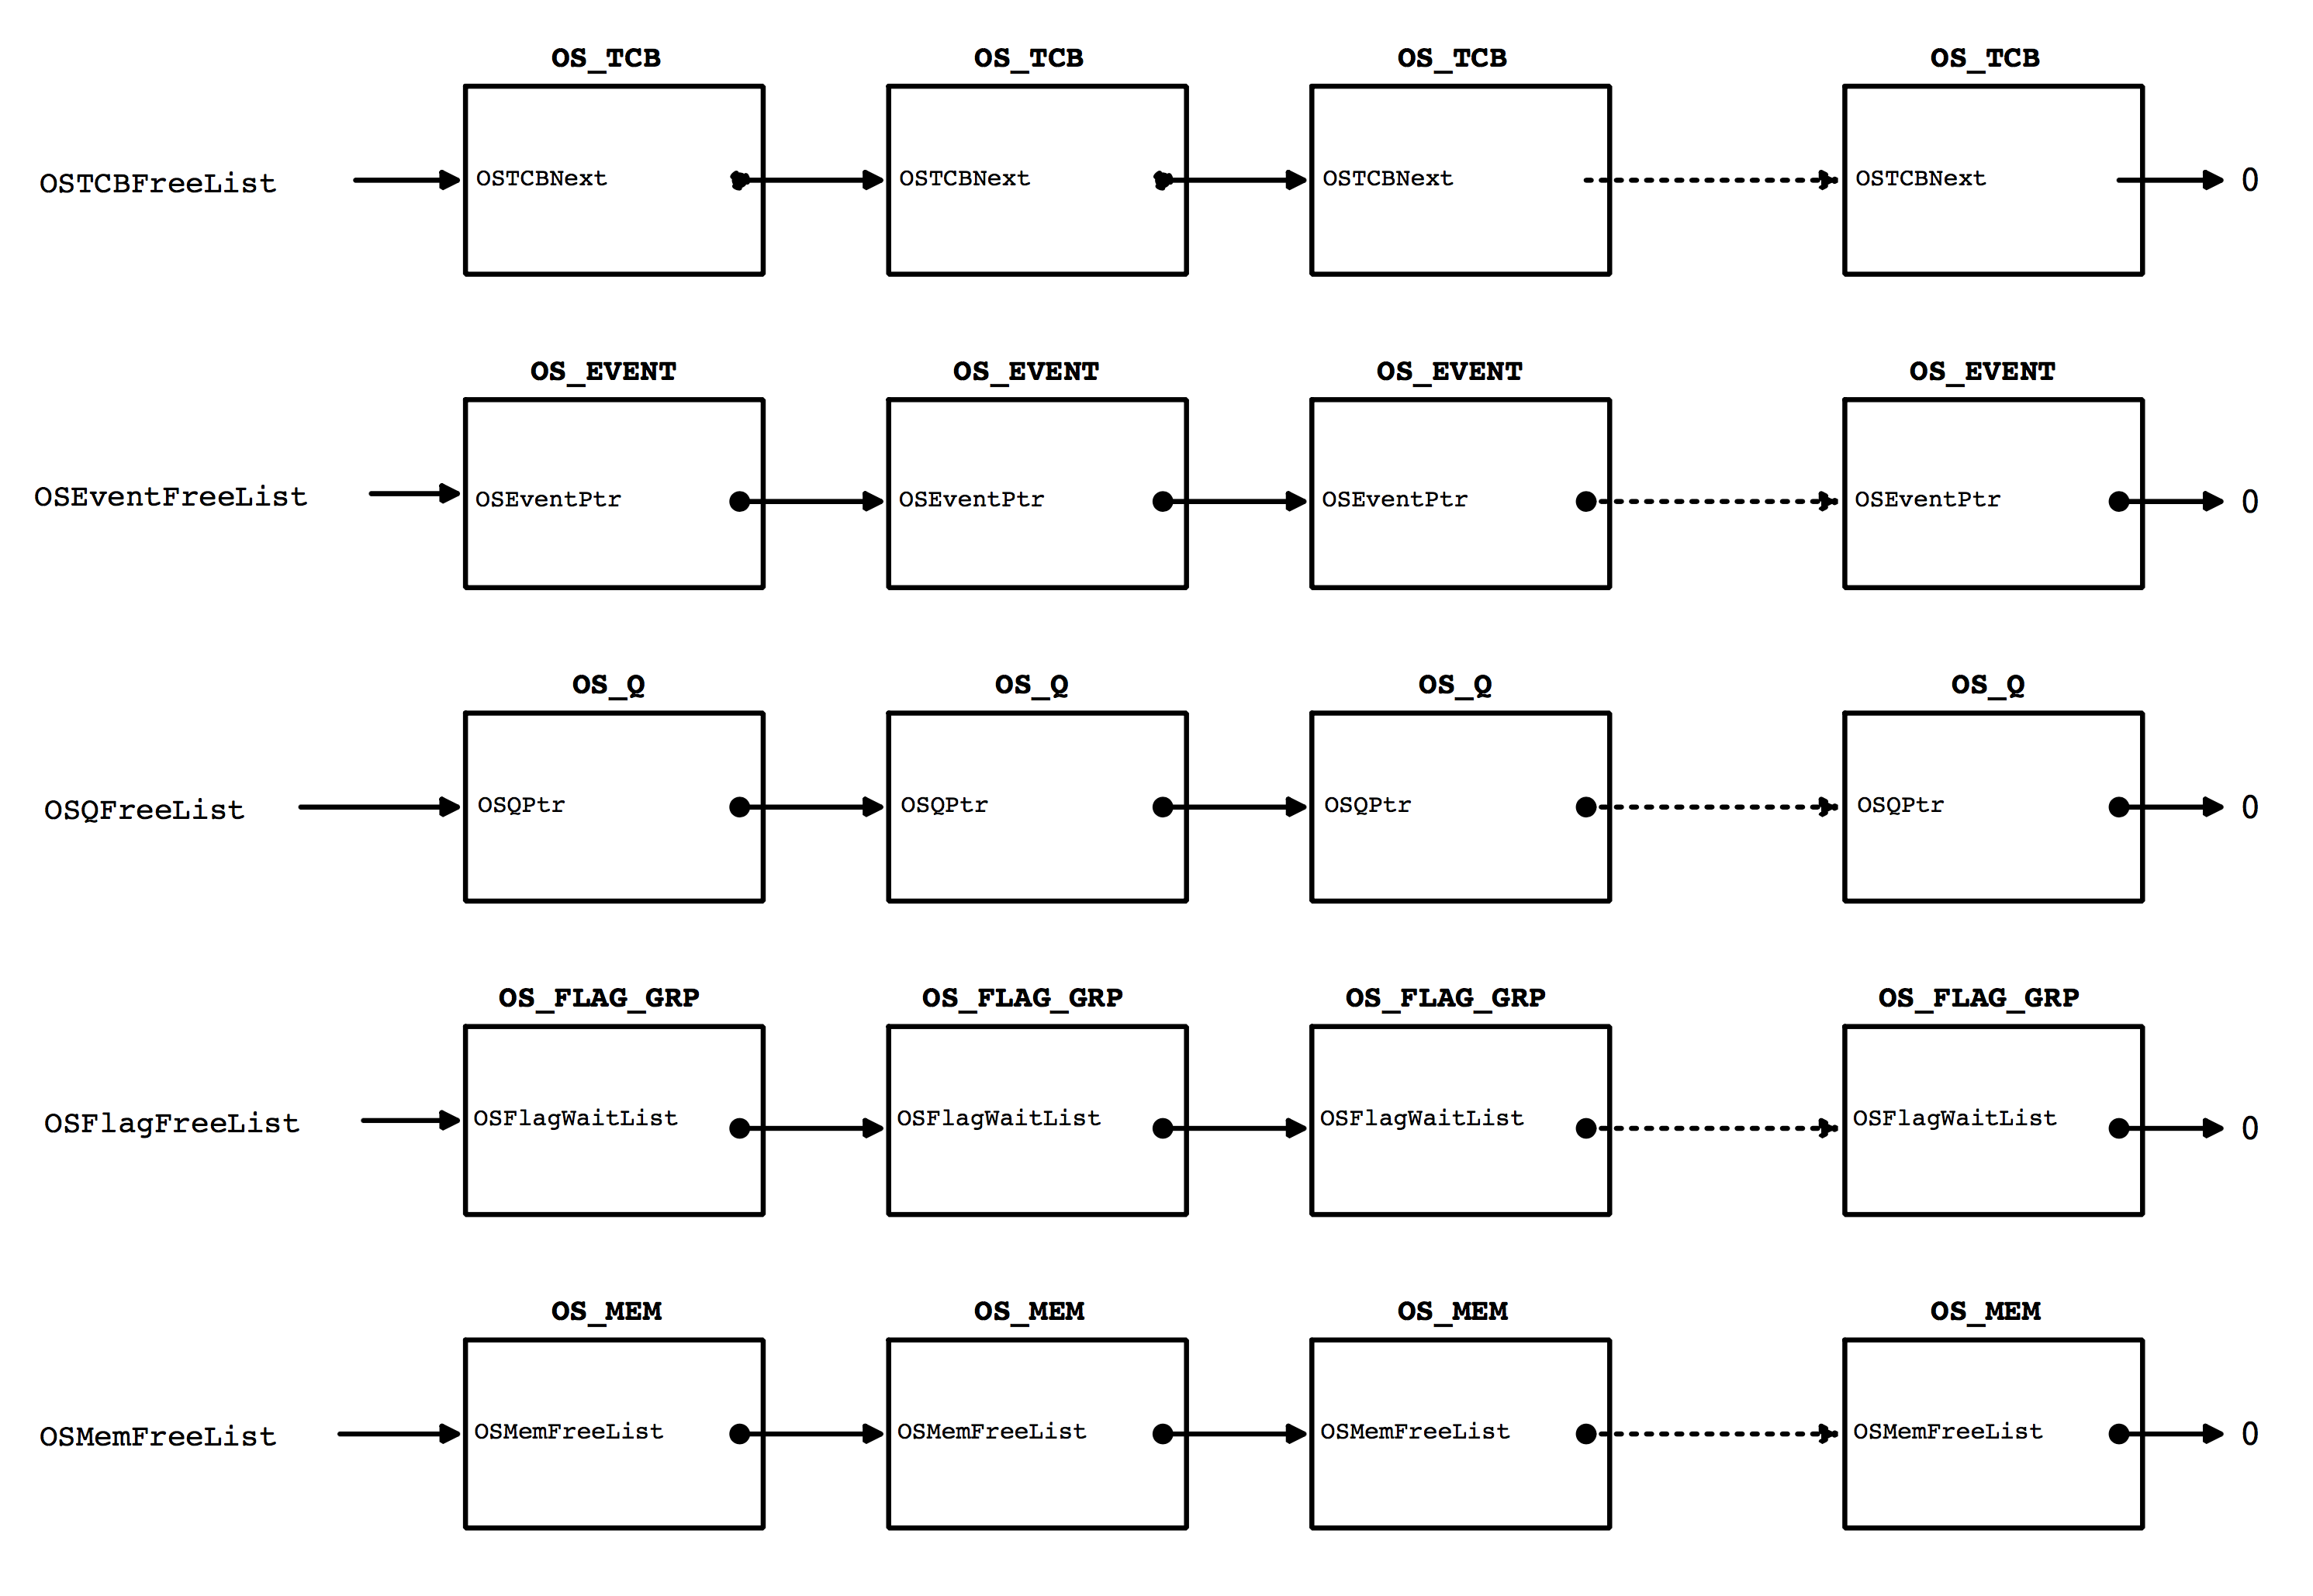 OS_TCB OS_TCB OS_TCB OS_TCB
OSTCBFreeList OSTCBNext OSTCBNext OSTCBNext OSTCBNext 0
OS_EVENT OS_EVENT OS_EVENT OS_EVENT
OSEventFreeList OSEventPtr OSEventPtr OSEventPtr OSEventPtr 0
OS_Q OS_Q OS_Q OS_Q
OSQFreeList OSQPtr OSQPtr OSQPtr OSQPtr 0
OS_FLAG_GRP OS_FLAG_GRP OS_FLAG_GRP OS_FLAG_GRP
OSFlagFreeList OSFlagWaitList OSFlagWaitList OSFlagWaitList OSFlagWaitList 0
OS_MEM OS_MEM OS_MEM OS_MEM
OSMemFreeList OSMemFreeList OSMemFreeList OSMemFreeList OSMemFreeList 0